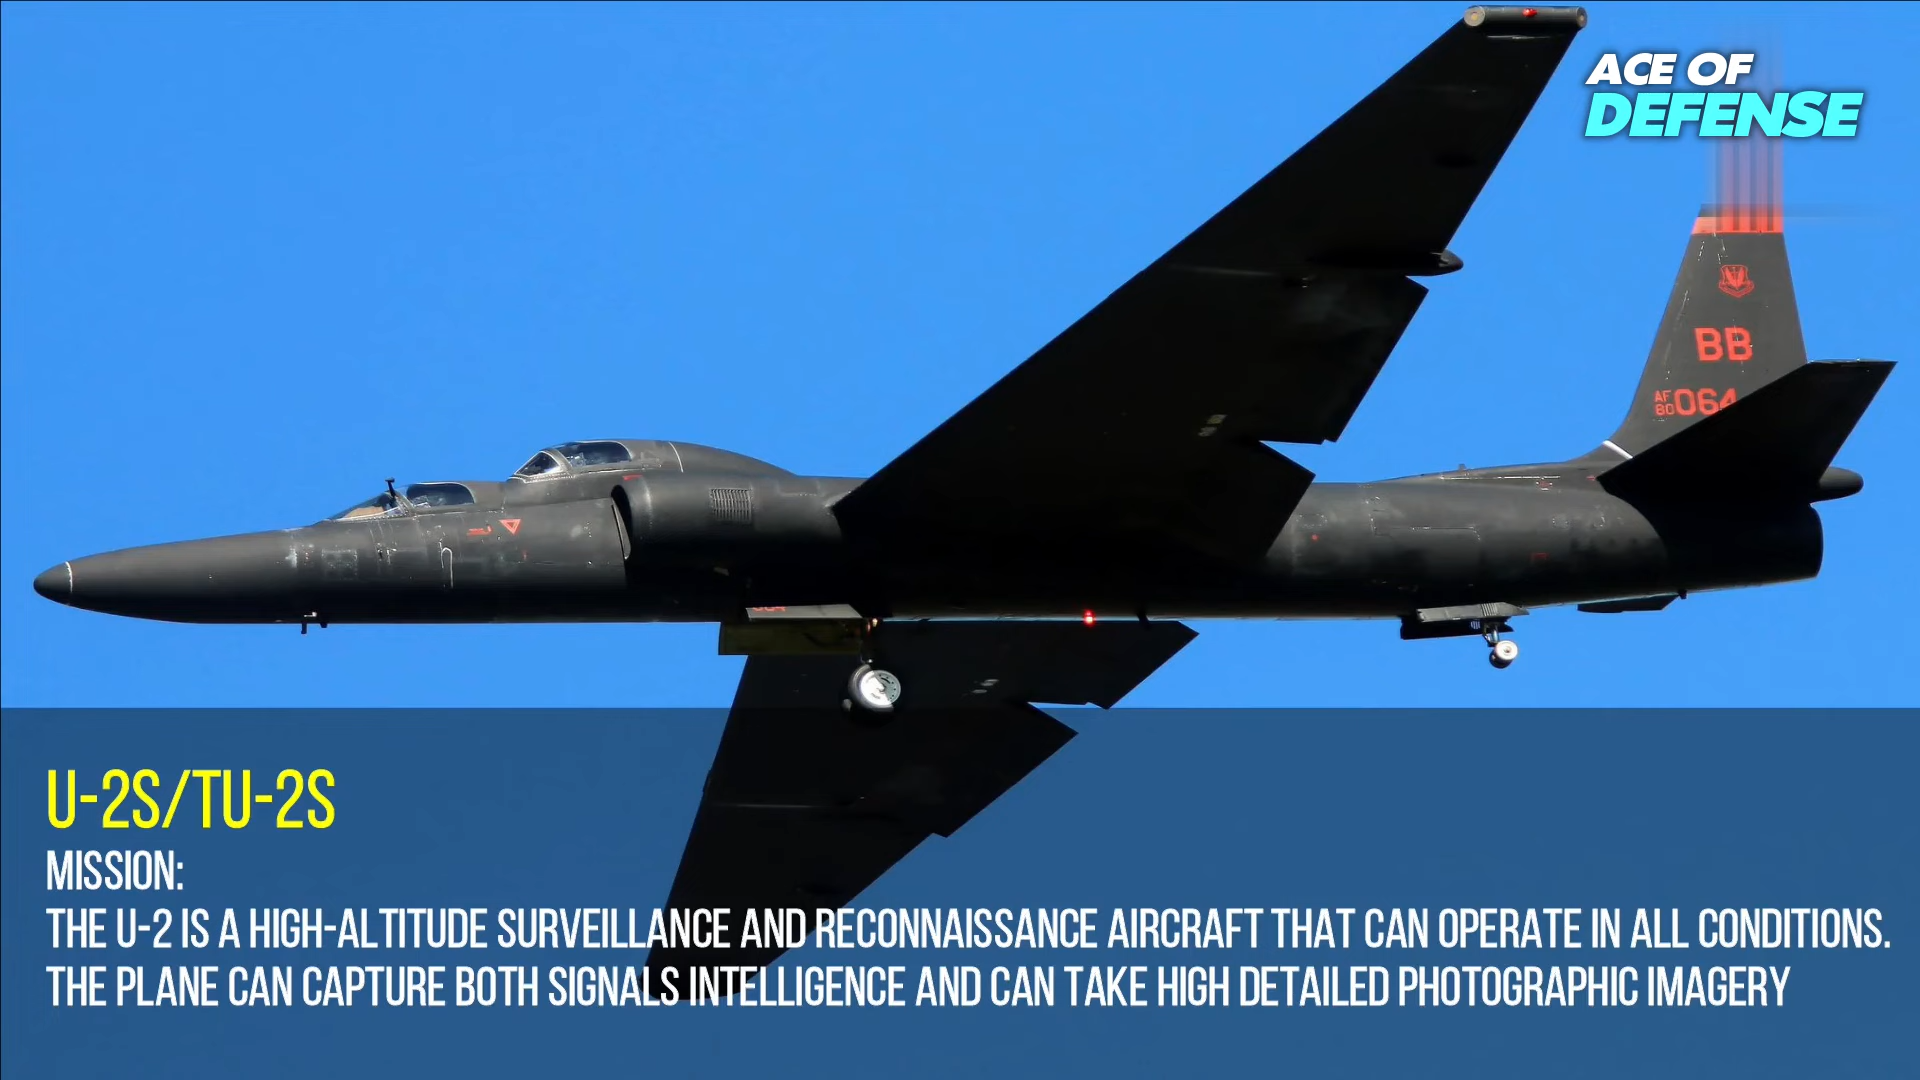 ACE OF
DEFENSE
BB
AF
80 064
U-2S/TU-2S
MISSION:
THE U-2 IS A HIGH-ALTITUDE SURVEILLANCE AND RECONNAISSANCE AIRCRAFT THAT CAN OPERATE IN ALL CONDITIONS.
THE PLANE CAN CAPTURE BOTH SIGNALS INTELLIGENCE AND CAN TAKE HIGH DETAILED PHOTOGRAPHIC IMAGERY